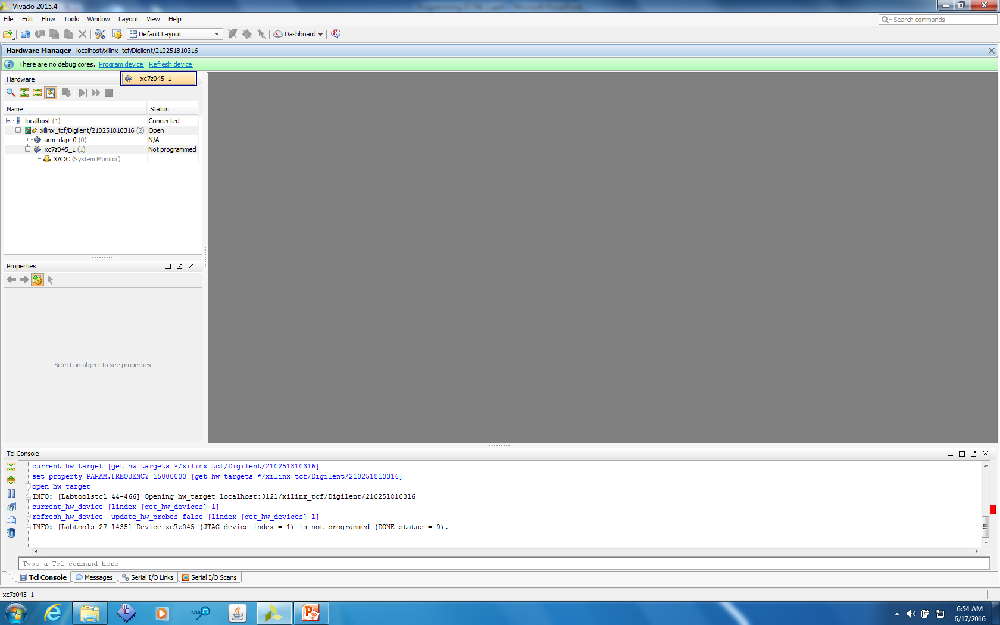 Vivado 2015.4
File Edit Flow Tools Window Layout View Help
Search commands
Default Layout Dashboard
Hardware Manager - localhost/xilinx_tcf/Digilent/210251810316
There are no debug cores. Program device Refresh device
Hardware
xc7z045_1
Name Status
localhost (1) Connected
xilinx_tcf/Digilent/210251810316 (2) Open
arm_dap_0 (0) N/A
xc7z045_1 (1) Not programmed
XADC (System Monitor)
Properties
Select an object to see properties
Tcl Console
current_hw_target [get_hw_targets */xilinx_tcf/Digilent/210251810316]
set_property PARAM.FREQUENCY 15000000 [get_hw_targets */xilinx_tcf/Digilent/210251810316]
open_hw_target
INFO: [Labtoolstcl 44-466] Opening hw_target localhost:3121/xilinx_tcf/Digilent/210251810316
current_hw_device [lindex [get_hw_devices] 1]
refresh_hw_device -update_hw_probes false [lindex [get_hw_devices] 1]
INFO: [Labtools 27-1435] Device xc7z045 (JTAG device index = 1) is not programmed (DONE status = 0).
Type a Tcl command here
Tcl Console Messages Serial I/O Links Serial I/O Scans
xc7z045_1
6:54 AM
6/17/2016